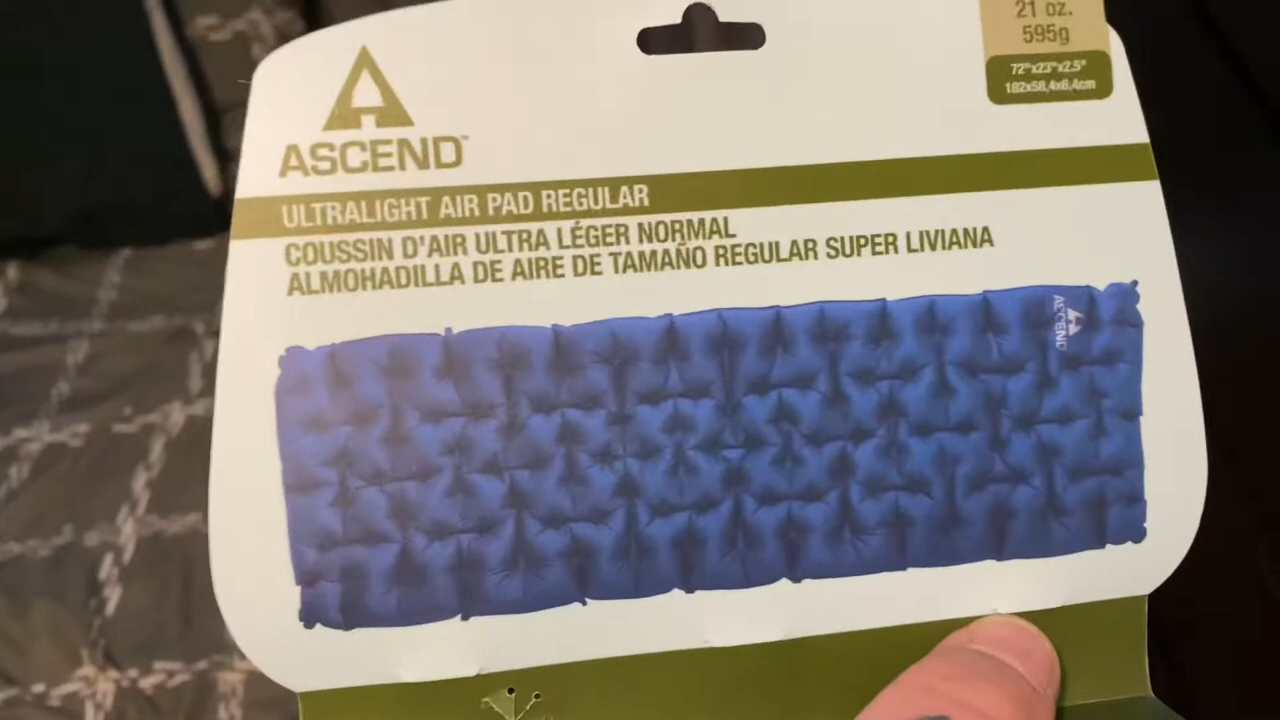 21 oz.
595g
72"x23"x2.5"
182x58,4x6,4cm
ASCEND™
ULTRALIGHT AIR PAD REGULAR
COUSSIN D'AIR ULTRA LÉGER NORMAL
ALMOHADILLA DE AIRE DE TAMAÑO REGULAR SUPER LIVIANA
ASCEND